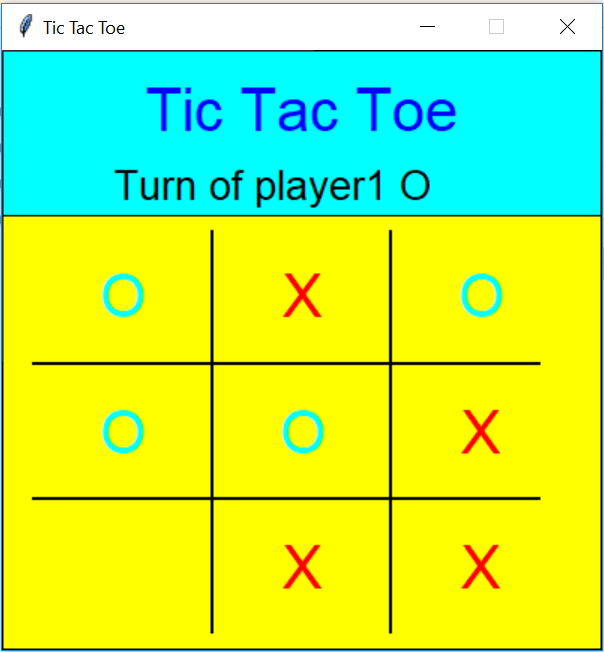 Tic Tac Toe
Tic Tac Toe
Turn of player1 O
O X O
O O X
X X